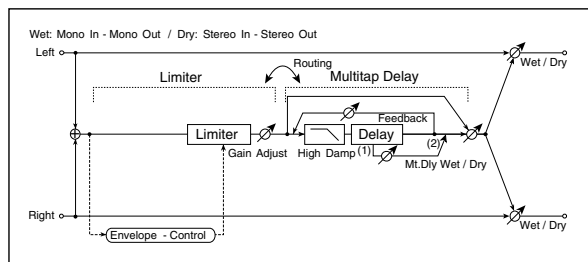 Wet: Mono In - Mono Out / Dry: Stereo In - Stereo Out
Left
Wet / Dry
Routing
Limiter
Multitap Delay
Feedback
Limiter
Delay
Gain Adjust
High Damp
(1)
(2)
Mt.Dly Wet / Dry
Right
Wet / Dry
Envelope - Control